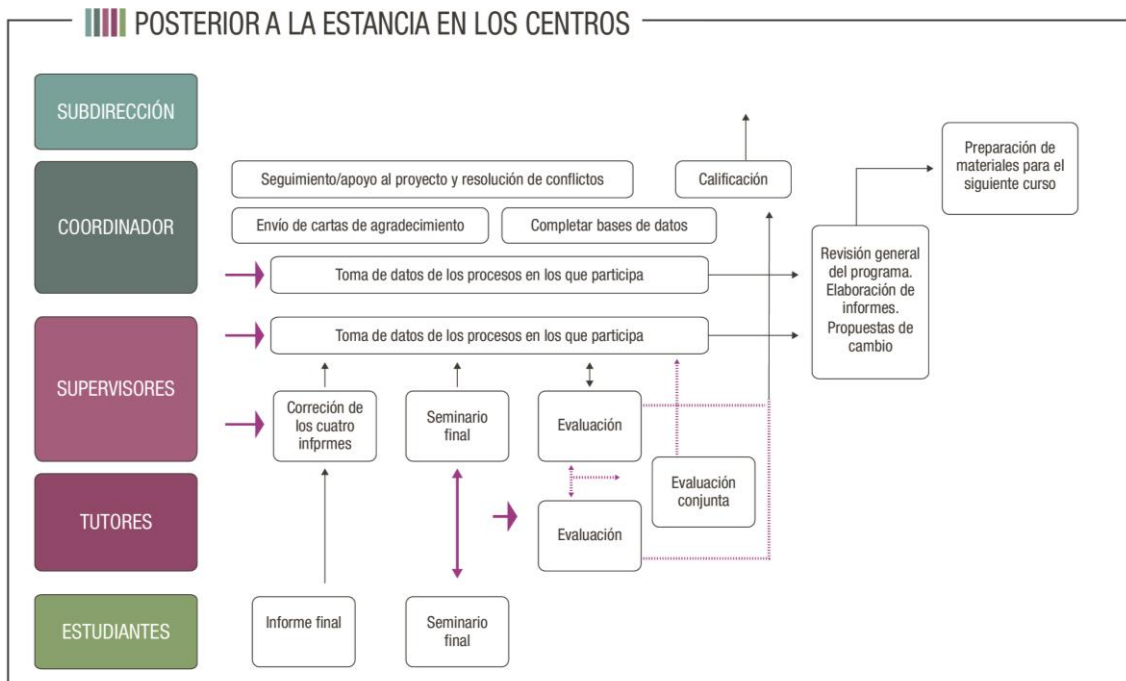 POSTERIOR A LA ESTANCIA EN LOS CENTROS
SUBDIRECCIÓN
COORDINADOR
Seguimiento/apoyo al proyecto y resolución de conflictos
Calificación
Preparación de
materiales para el
siguiente curso
Envío de cartas de agradecimiento
Completar bases de datos
Toma de datos de los procesos en los que participa
Revisión general
del programa.
Elaboración de
informes.
Propuestas de
cambio
SUPERVISORES
Toma de datos de los procesos en los que participa
Correción de
los cuatro
infprmes
Seminario
final
Evaluación
Evaluación
conjunta
TUTORES
Evaluación
ESTUDIANTES
Informe final
Seminario
final